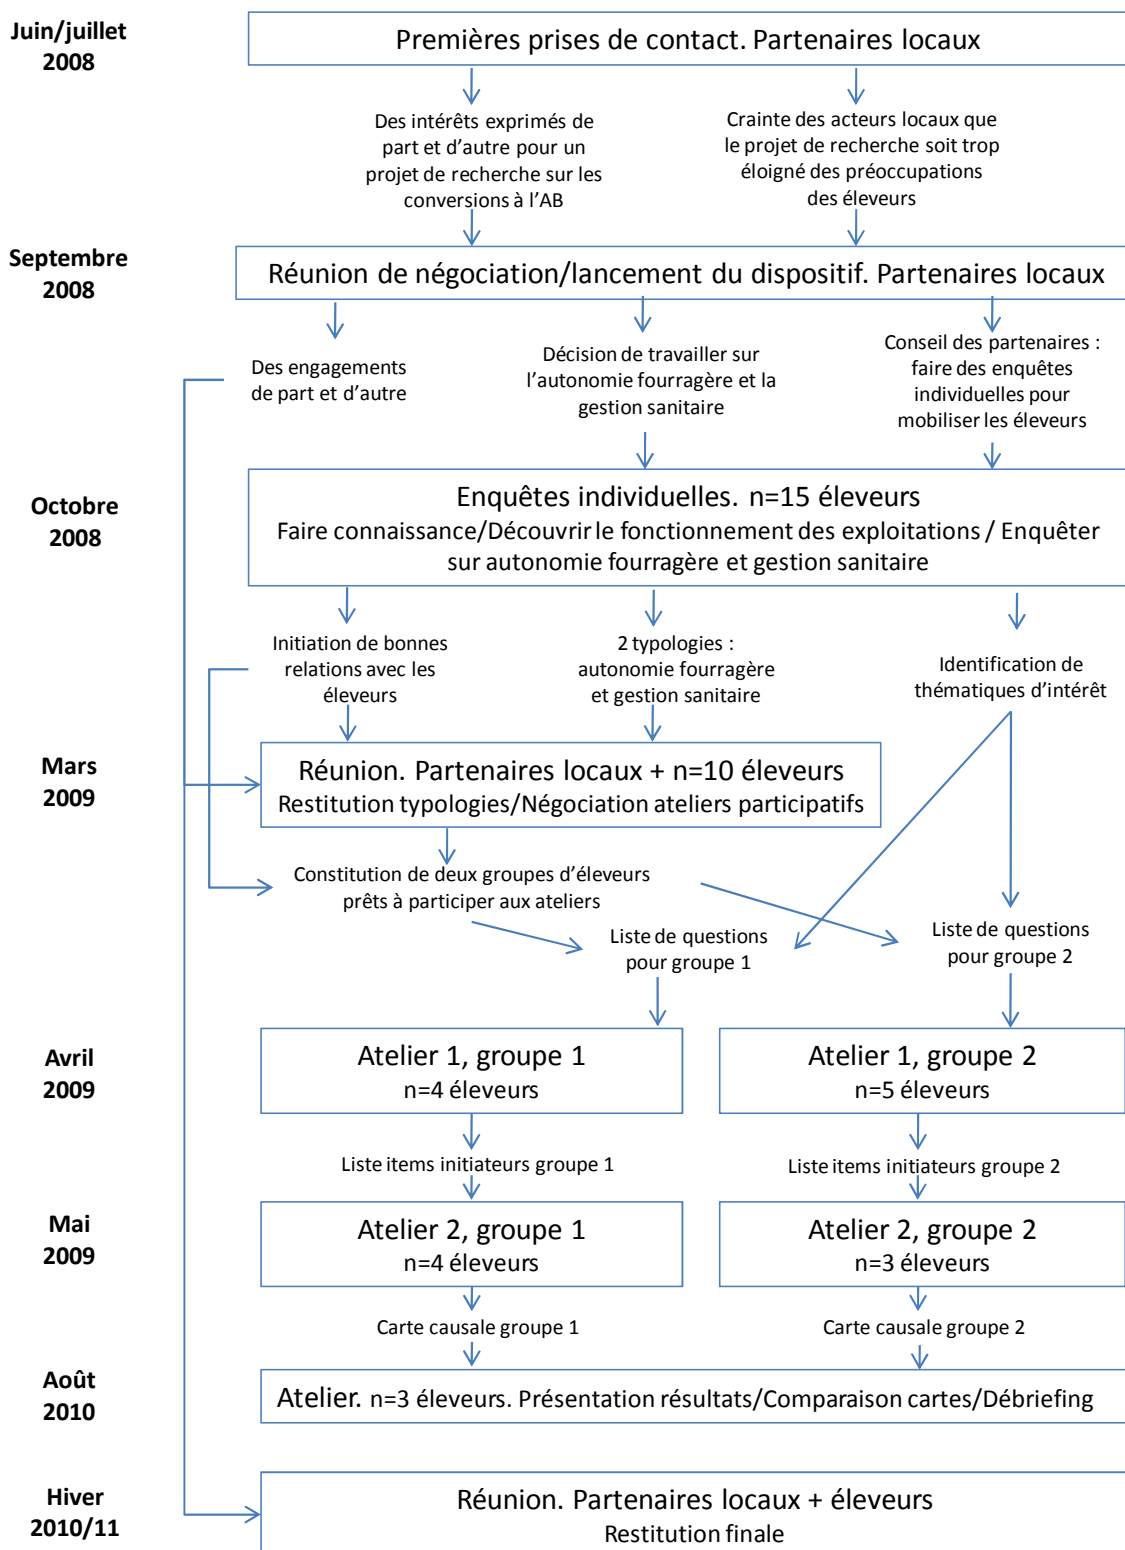 Juin/juillet
2008
Premières prises de contact. Partenaires locaux
Des intérêts exprimés de
part et d'autre pour un
projet de recherche sur les
conversions à l'AB
Crainte des acteurs locaux que
le projet de recherche soit trop
éloigné des préoccupations
des éleveurs
Septembre
2008
Réunion de négociation/lancement du dispositif. Partenaires locaux
Des engagements
de part et d'autre
Décision de travailler sur
l'autonomie fourragère et la
gestion sanitaire
Conseil des partenaires :
faire des enquêtes
individuelles pour
mobiliser les éleveurs
Octobre
2008
Enquêtes individuelles. n=15 éleveurs
Faire connaissance/Découvrir le fonctionnement des exploitations / Enquêter
sur autonomie fourragère et gestion sanitaire
Initiation de bonnes
relations avec les
éleveurs
2 typologies :
autonomie fourragère
et gestion sanitaire
Identification de
thématiques d'intérêt
Mars
2009
Réunion. Partenaires locaux + n=10 éleveurs
Restitution typologies/Négociation ateliers participatifs
Constitution de deux groupes d'éleveurs
prêts à participer aux ateliers
Liste de questions
pour groupe 1
Liste de questions
pour groupe 2
Avril
2009
Atelier 1, groupe 1
n=4 éleveurs
Atelier 1, groupe 2
n=5 éleveurs
Liste items initiateurs groupe 1
Liste items initiateurs groupe 2
Mai
2009
Atelier 2, groupe 1
n=4 éleveurs
Atelier 2, groupe 2
n=3 éleveurs
Carte causale groupe 1
Carte causale groupe 2
Août
2010
Atelier. n=3 éleveurs. Présentation résultats/Comparaison cartes/Débriefing
Hiver
2010/11
Réunion. Partenaires locaux + éleveurs
Restitution finale